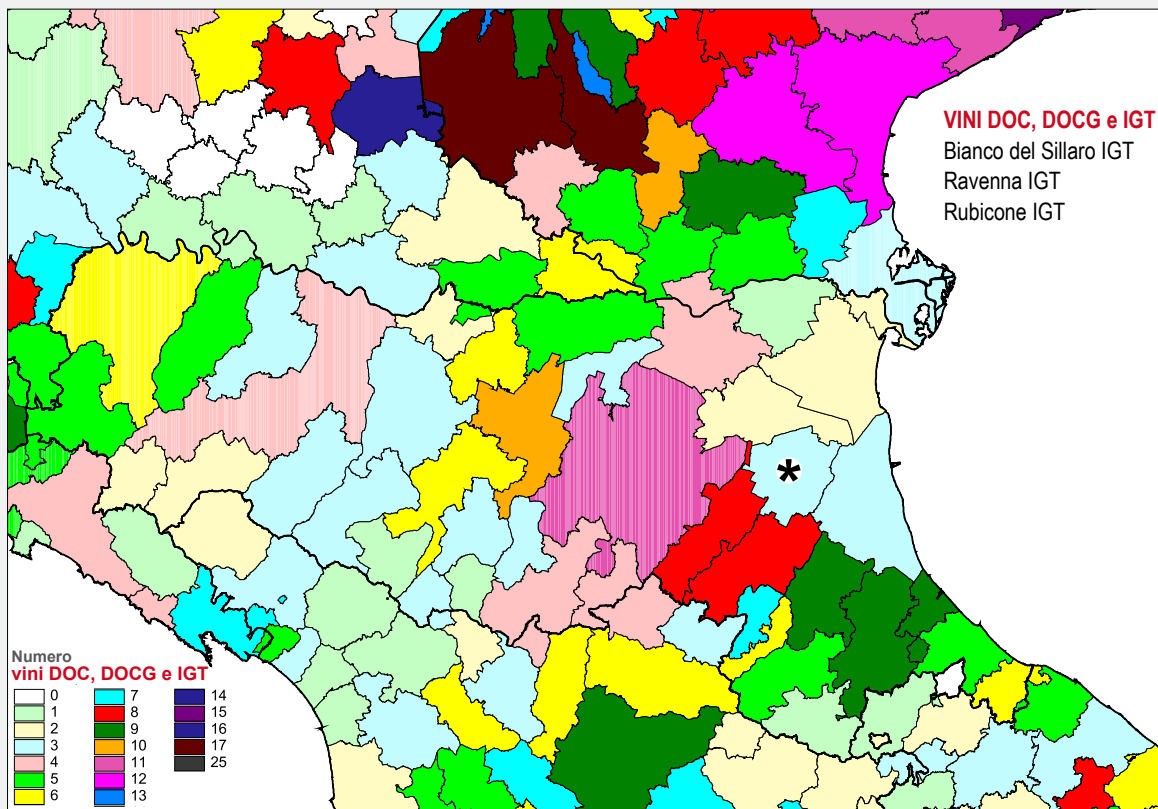 VINI DOC, DOCG e IGT
Bianco del Sillaro IGT
Ravenna IGT
Rubicone IGT
*
Numero
vini DOC, DOCG e IGT
0 7 14
1 8 15
2 9 16
3 10 17
4 11 25
5 12
6 13